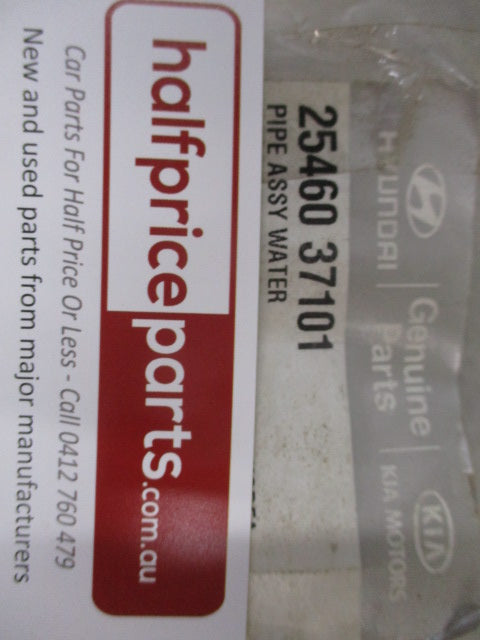 HYUNDAI | Genuine Parts | KIA MOTORS
25460 37101
PIPE ASSY WATER
halfpriceparts.com.au
Car Parts For Half Price Or Less - Call 0412 760 479
New and used parts from major manufacturers